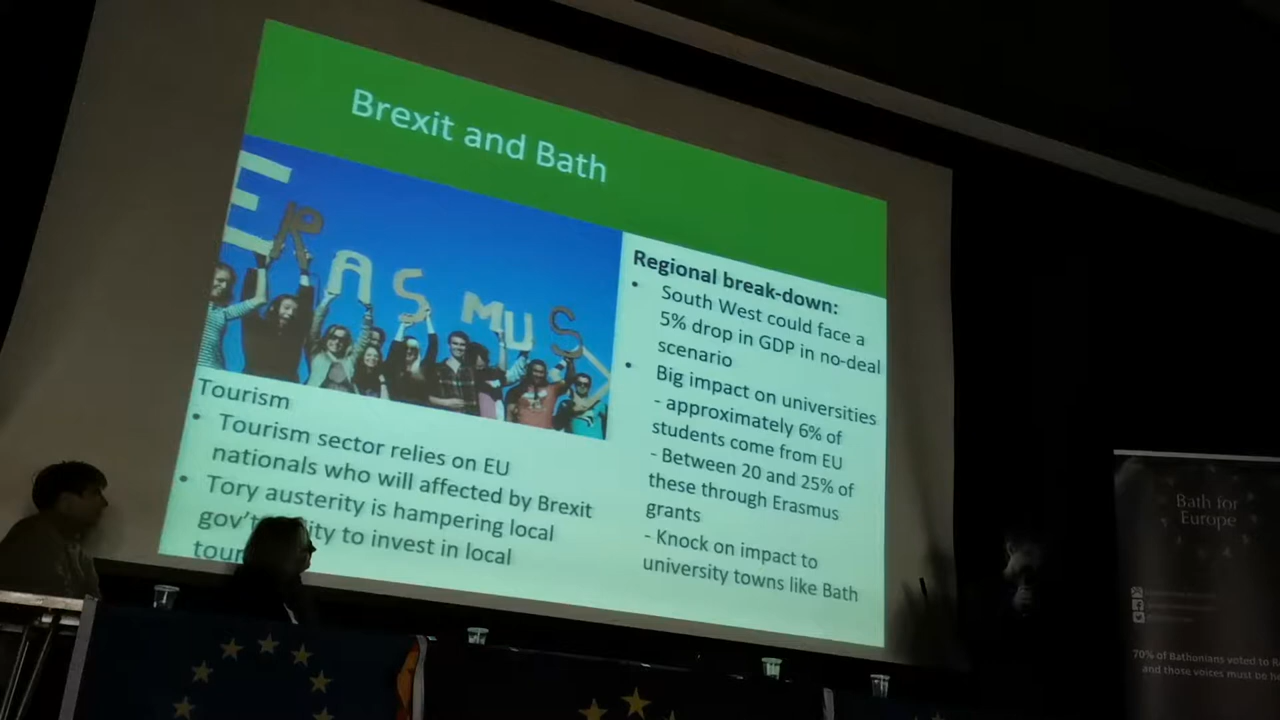 Brexit and Bath
ERASMUS
Tourism
• Tourism sector relies on EU
nationals who will affected by Brexit
• Tory austerity is hampering local
to invest in local
Regional break-down:
• South West could face a
5% drop in GDP in no-deal
scenario
• Big impact on universities
- approximately 6% of
students come from EU
- Between 20 and 25% of
these through Erasmus
grants
- Knock on impact to
university towns like Bath
Bath for
Europe
70% of Bathonians voted to
and those voices must be